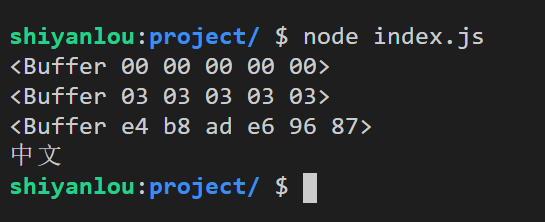 shiyanlou:project/ $ node index.js
<Buffer 00 00 00 00 00>
<Buffer 03 03 03 03 03>
<Buffer e4 b8 ad e6 96 87>
中文
shiyanlou:project/ $